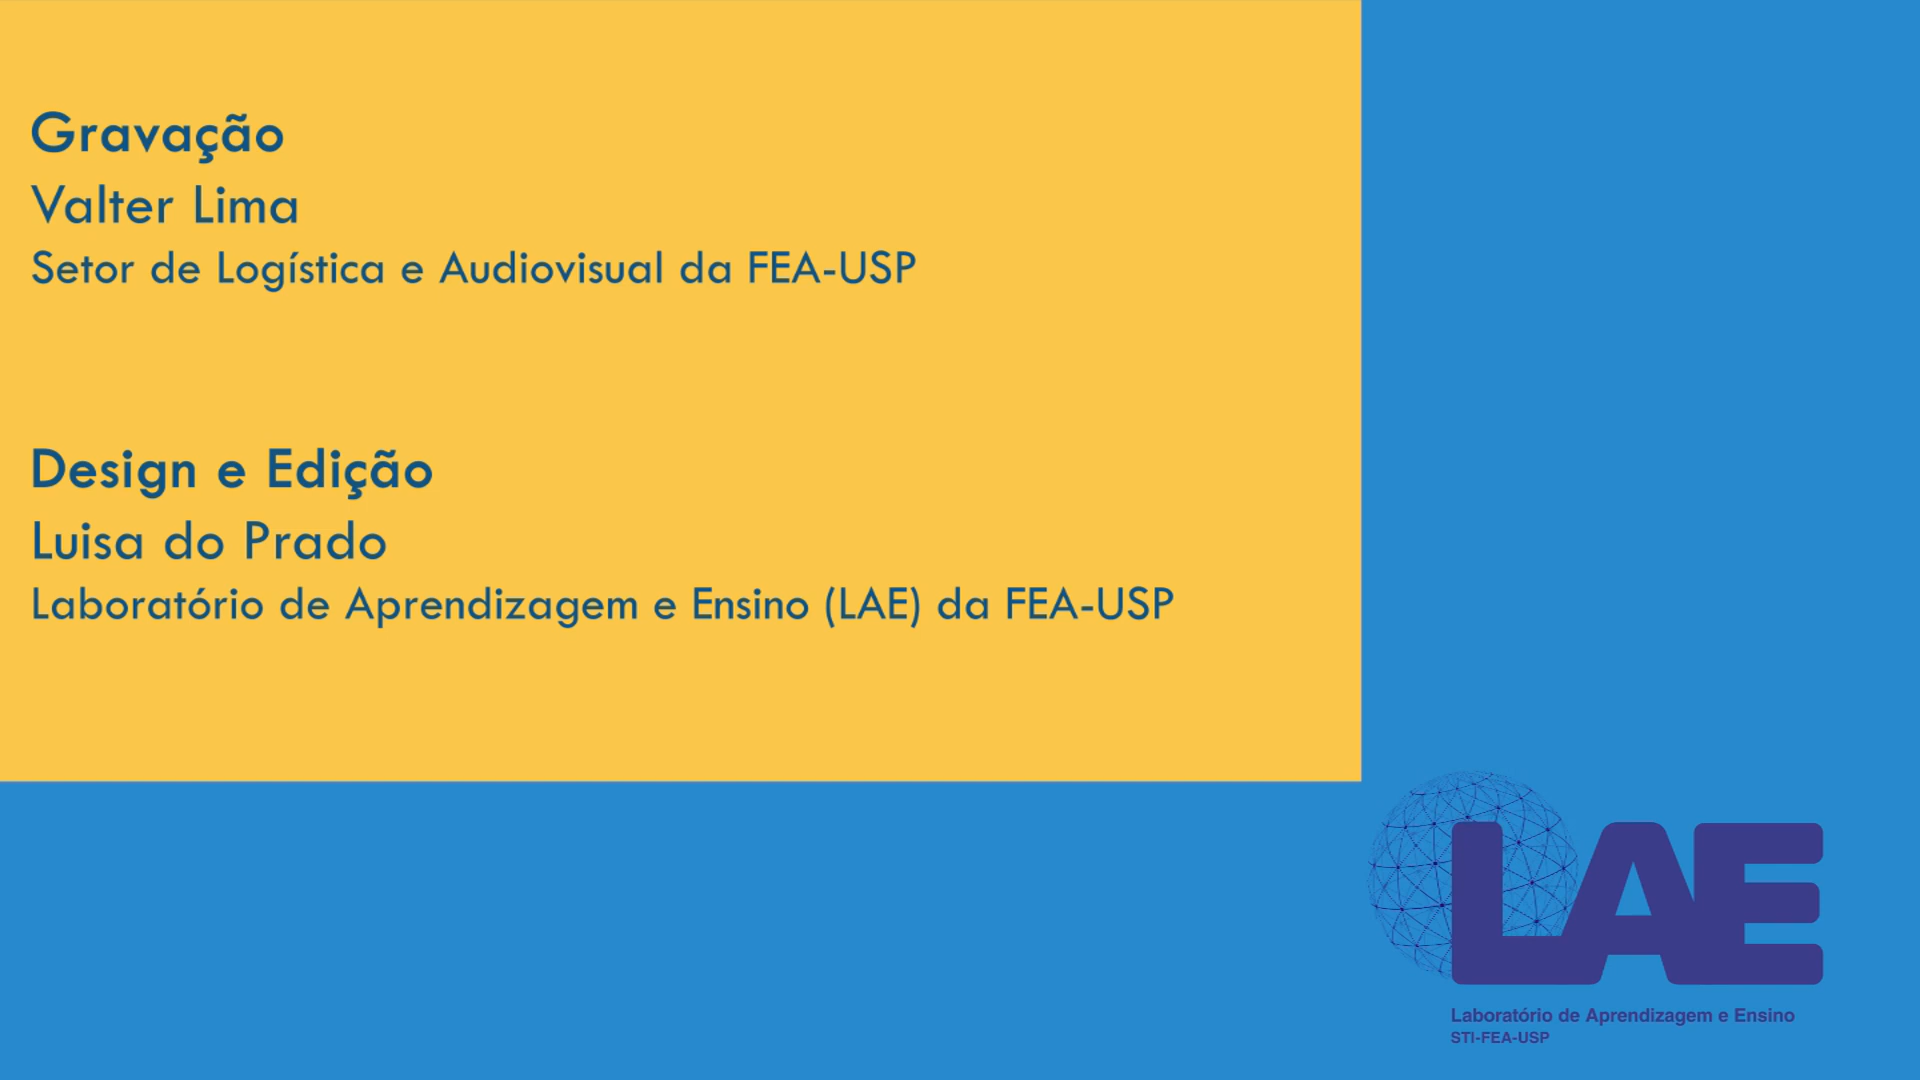 Gravação
Valter Lima
Setor de Logística e Audiovisual da FEA-USP
Design e Edição
Luisa do Prado
Laboratório de Aprendizagem e Ensino (LAE) da FEA-USP
LAE
Laboratório de Aprendizagem e Ensino
STI-FEA-USP